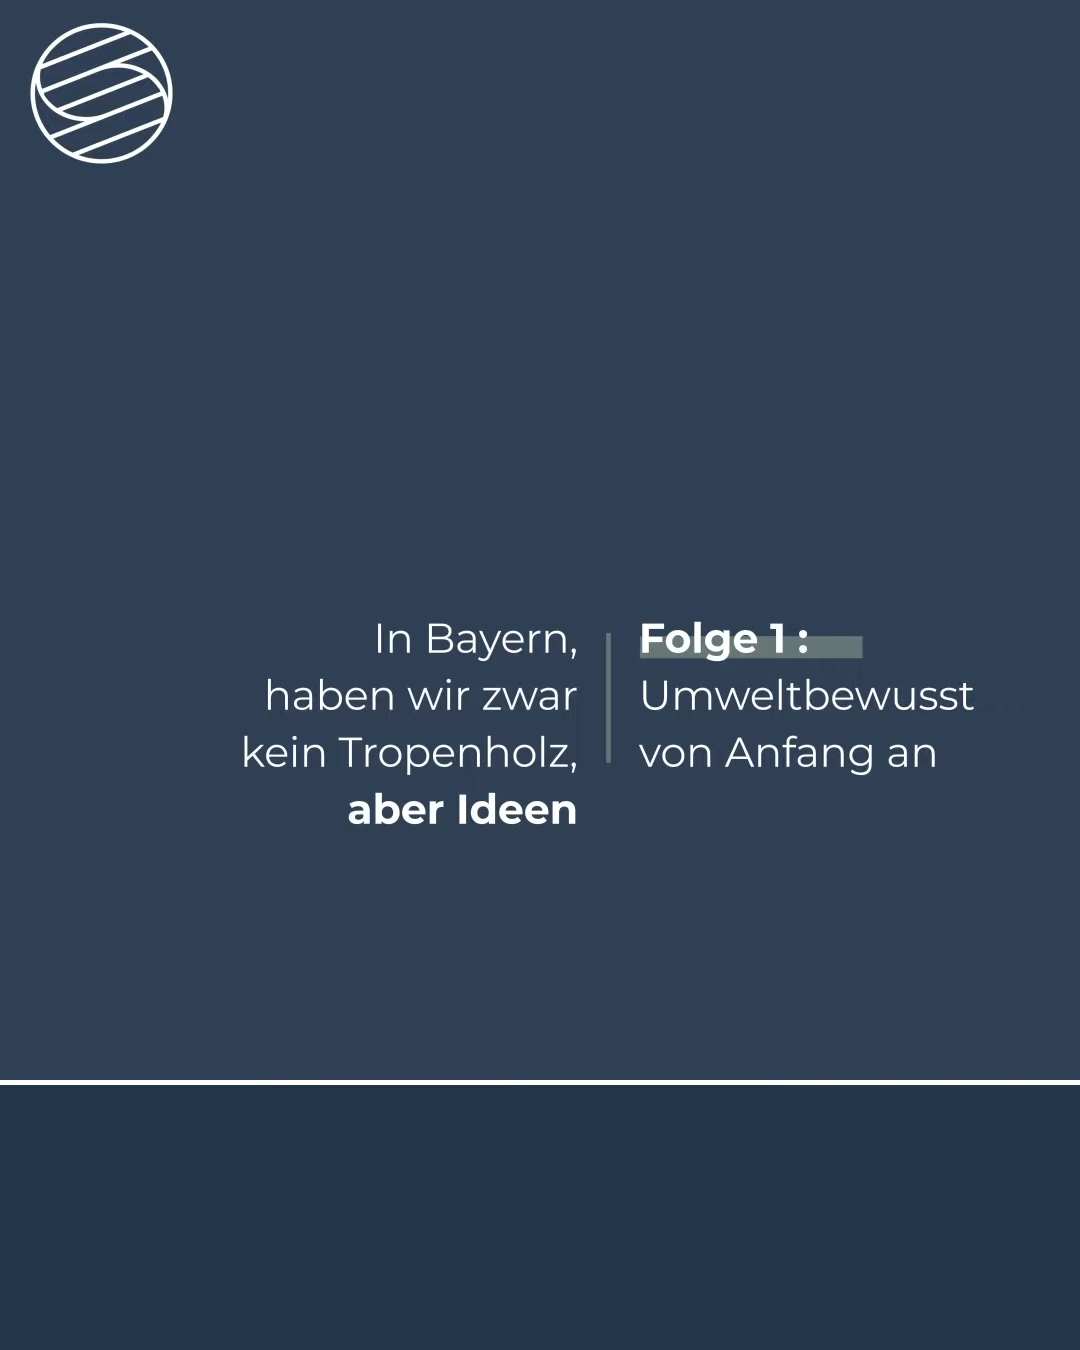 In Bayern,
haben wir zwar
kein Tropenholz,
aber Ideen
Folge 1 :
Umweltbewusst
von Anfang an